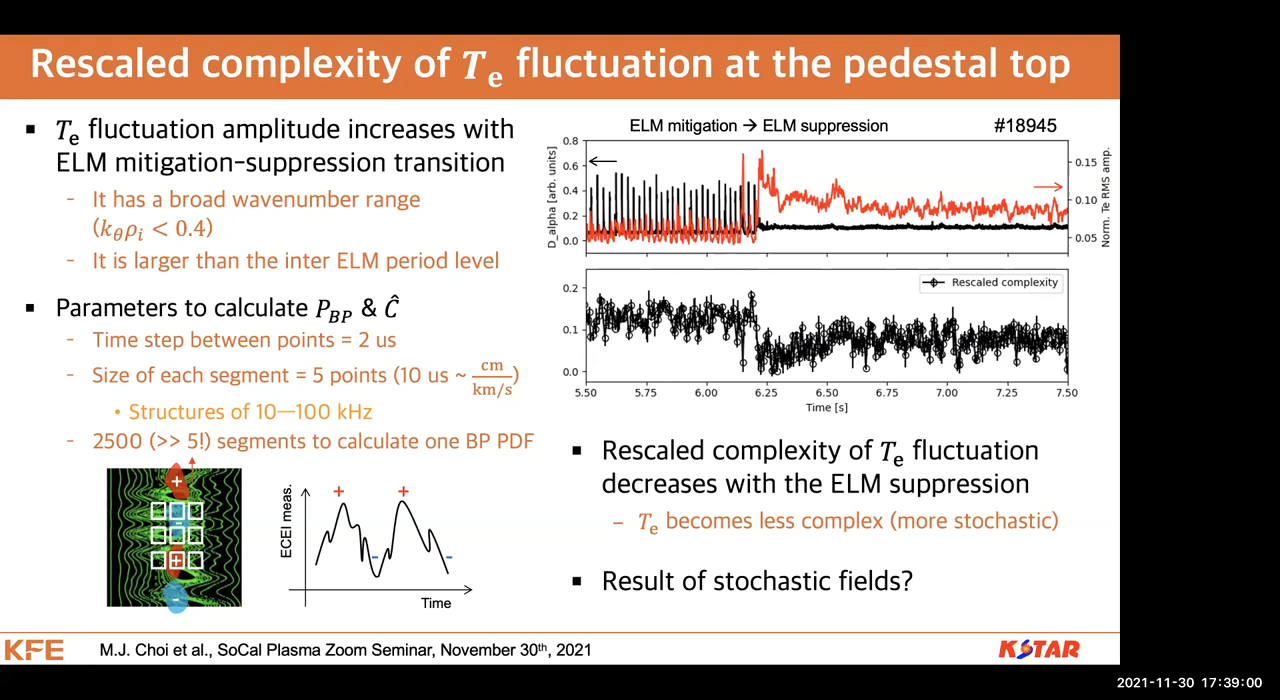 Rescaled complexity of Te fluctuation at the pedestal top
▪ Te fluctuation amplitude increases with
ELM mitigation-suppression transition
- It has a broad wavenumber range
(kθρi < 0.4)
- It is larger than the inter ELM period level
▪ Parameters to calculate PBP & Ĉ
- Time step between points = 2 us
- Size of each segment = 5 points (10 us ~ cm/km/s)
• Structures of 10—100 kHz
- 2500 (>> 5!) segments to calculate one BP PDF
+
-
+
-
ECEI meas.
+ +
- -
Time
ELM mitigation → ELM suppression #18945
D_alpha [arb. units]
0.8
0.6
0.4
0.2
0.0
0.15
0.10
0.05
Norm. Te RMS amp.
Rescaled complexity
0.2
0.1
0.0
5.50 5.75 6.00 6.25 6.50 6.75 7.00 7.25 7.50
Time [s]
▪ Rescaled complexity of Te fluctuation
decreases with the ELM suppression
– Te becomes less complex (more stochastic)
▪ Result of stochastic fields?
KFE M.J. Choi et al., SoCal Plasma Zoom Seminar, November 30th, 2021 KSTAR
2021-11-30 17:39:00